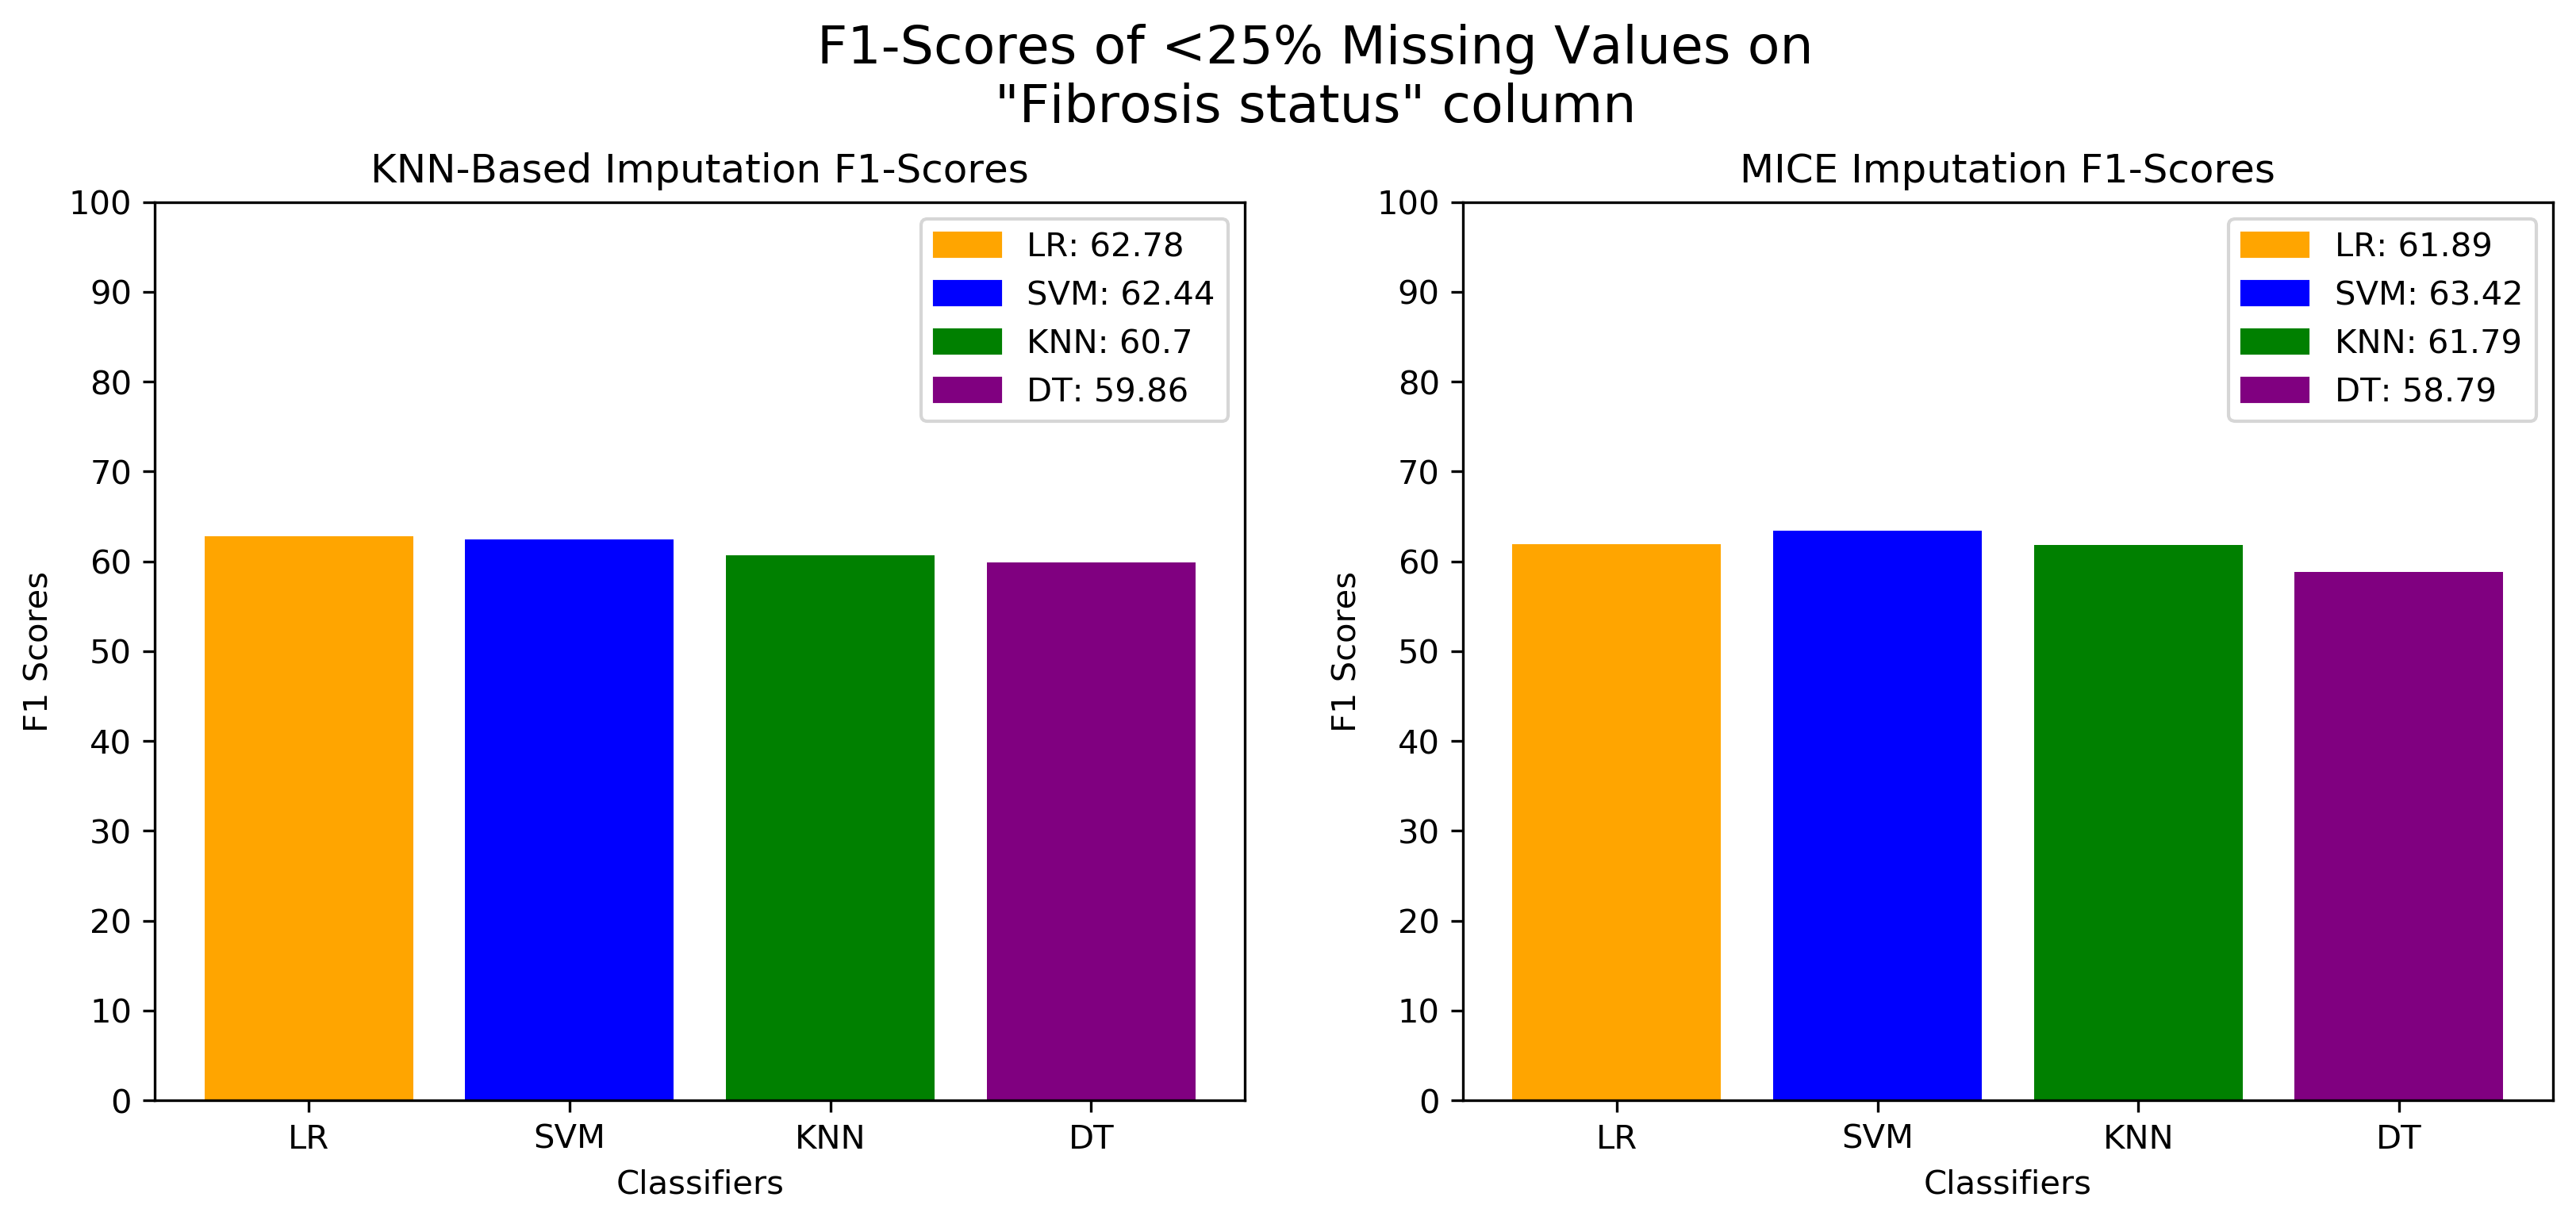 F1-Scores of <25% Missing Values on
"Fibrosis status" column
KNN-Based Imputation F1-Scores
100
90
80
70
60
50
40
30
20
10
0
F1 Scores
LR: 62.78
SVM: 62.44
KNN: 60.7
DT: 59.86
LR SVM KNN DT
Classifiers
MICE Imputation F1-Scores
100
90
80
70
60
50
40
30
20
10
0
F1 Scores
LR: 61.89
SVM: 63.42
KNN: 61.79
DT: 58.79
LR SVM KNN DT
Classifiers